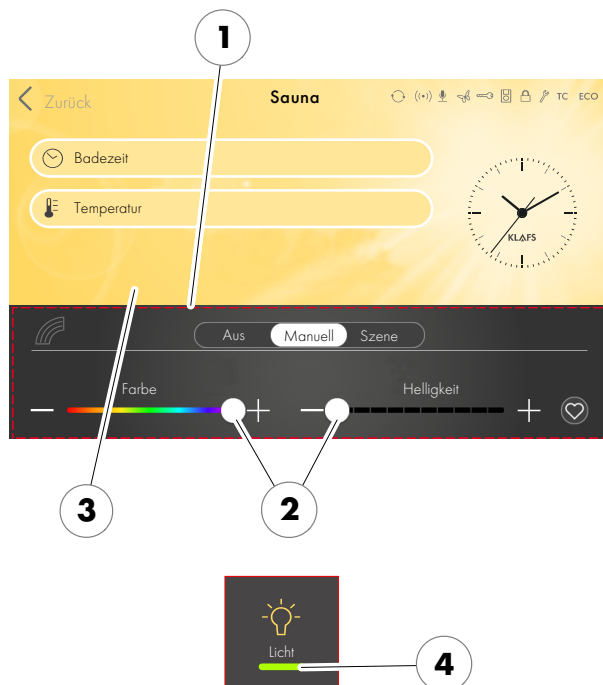 1
Zurück Sauna TC ECO
Badezeit
Temperatur
KLAFS
Aus Manuell Szene
Farbe Helligkeit
3 2
Licht
4